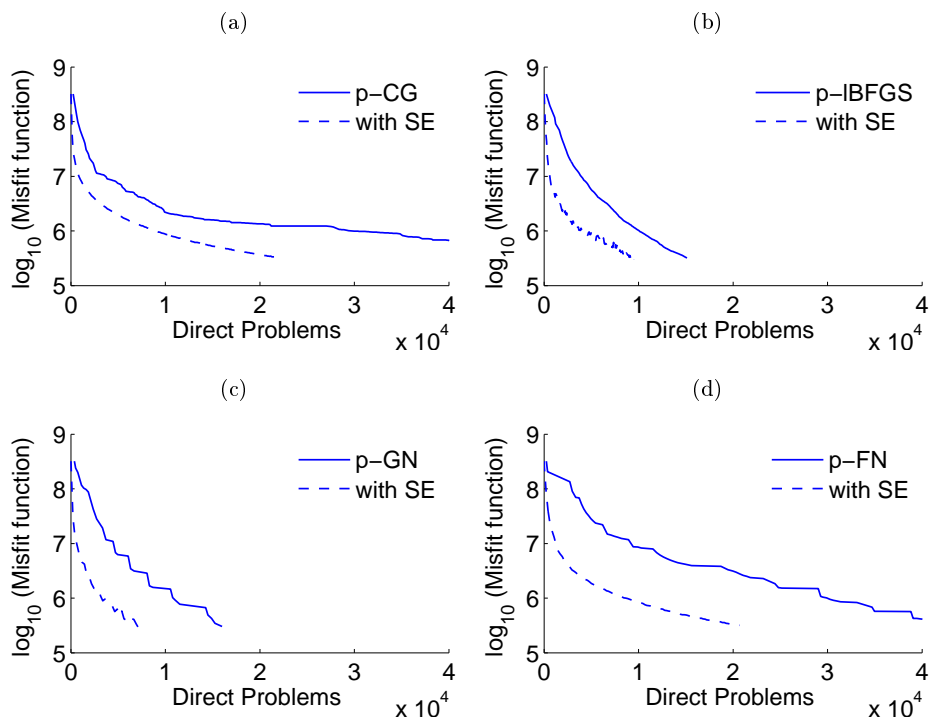 (a)
9
8
7
6
5
0
1
2
3
4
x 10^4
log_10 (Misfit function)
Direct Problems
p−CG
with SE
(b)
9
8
7
6
5
0
1
2
3
4
x 10^4
log_10 (Misfit function)
Direct Problems
p−lBFGS
with SE
(c)
9
8
7
6
5
0
1
2
3
4
x 10^4
log_10 (Misfit function)
Direct Problems
p−GN
with SE
(d)
9
8
7
6
5
0
1
2
3
4
x 10^4
log_10 (Misfit function)
Direct Problems
p−FN
with SE